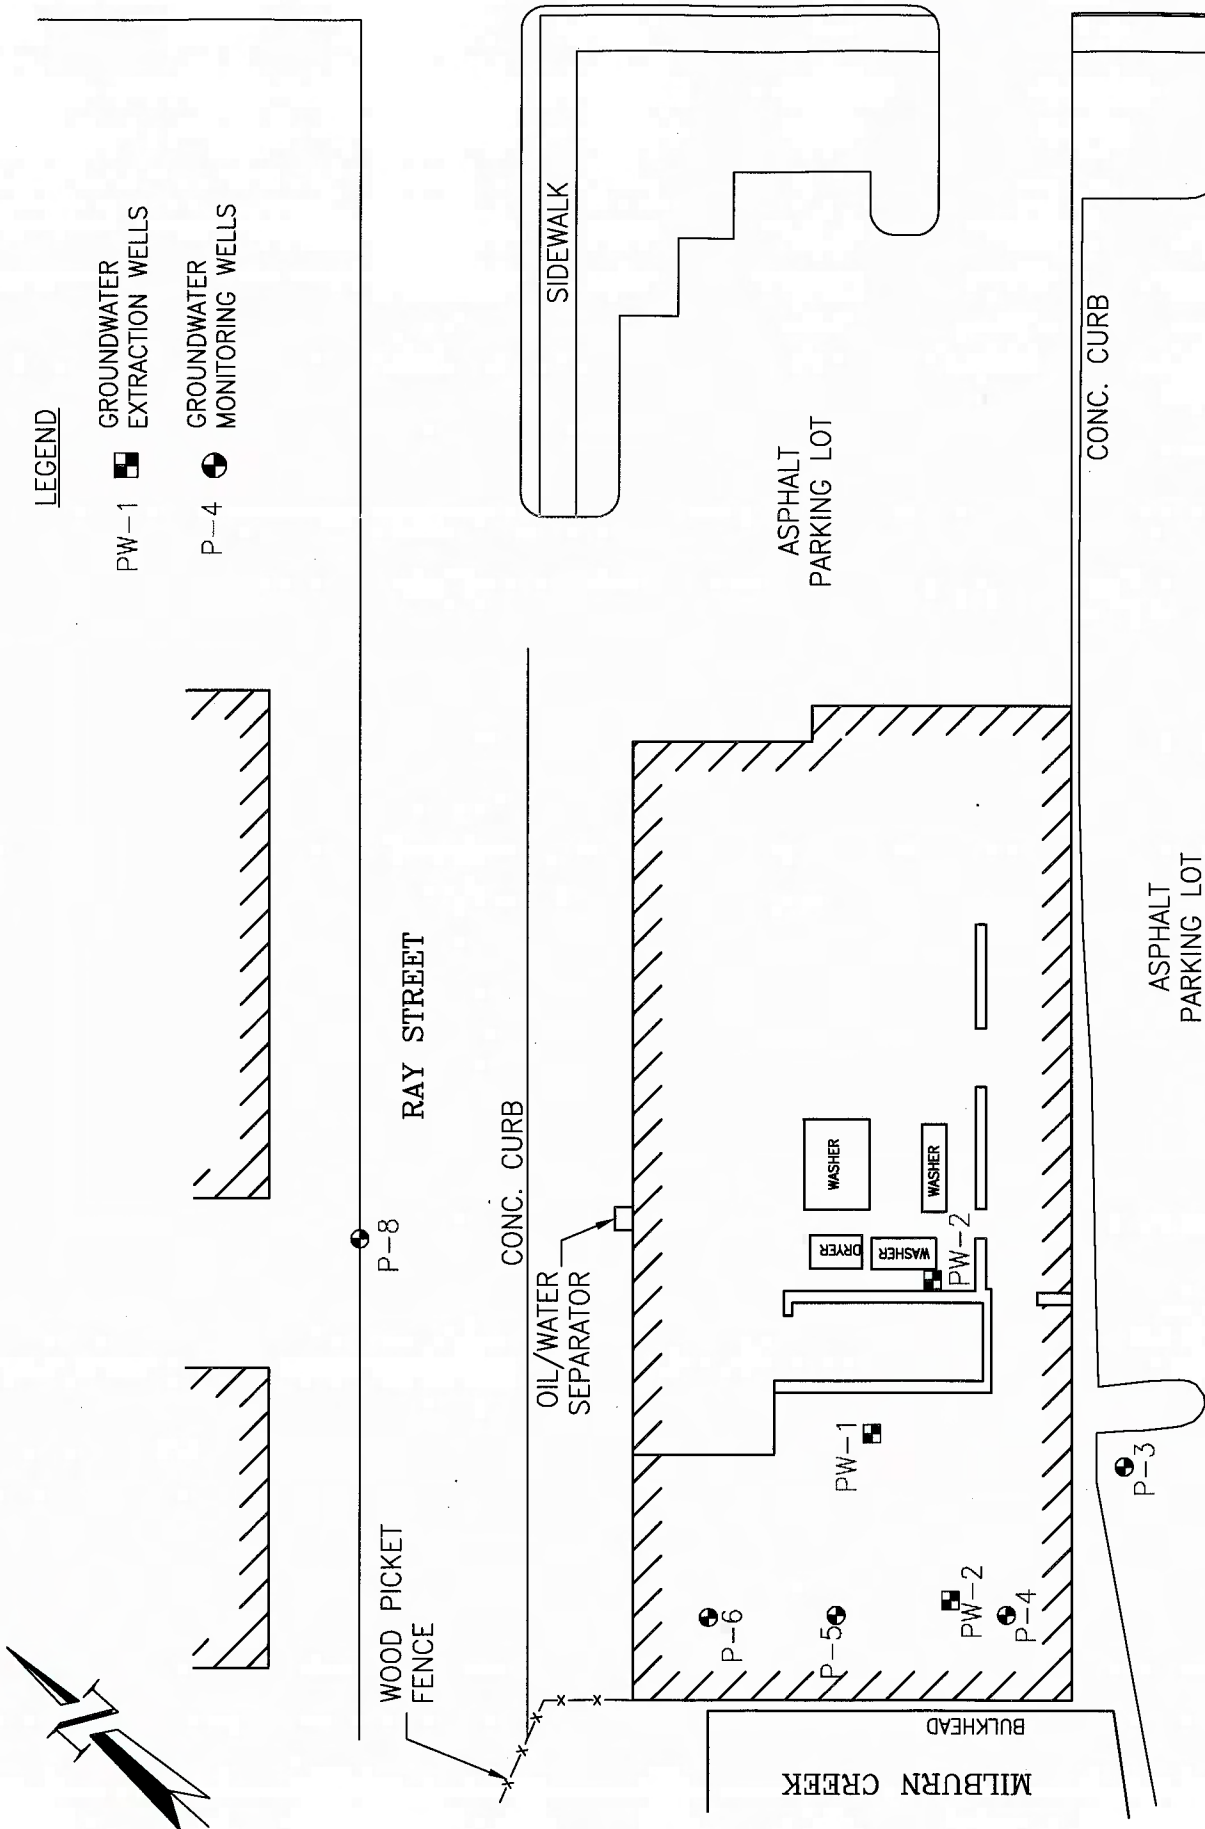 LEGEND
PW-1
GROUNDWATER
EXTRACTION WELLS
P-4
GROUNDWATER
MONITORING WELLS
SIDEWALK
ASPHALT
PARKING LOT
CONC. CURB
RAY STREET
CONC. CURB
P-8
OIL/WATER
SEPARATOR
WASHER
WASHER
DRYER
WASHER
PW-2
PW-1
P-3
ASPHALT
PARKING LOT
WOOD PICKET
FENCE
P-6
P-5
PW-2
P-4
BULKHEAD
MILBURN CREEK
N